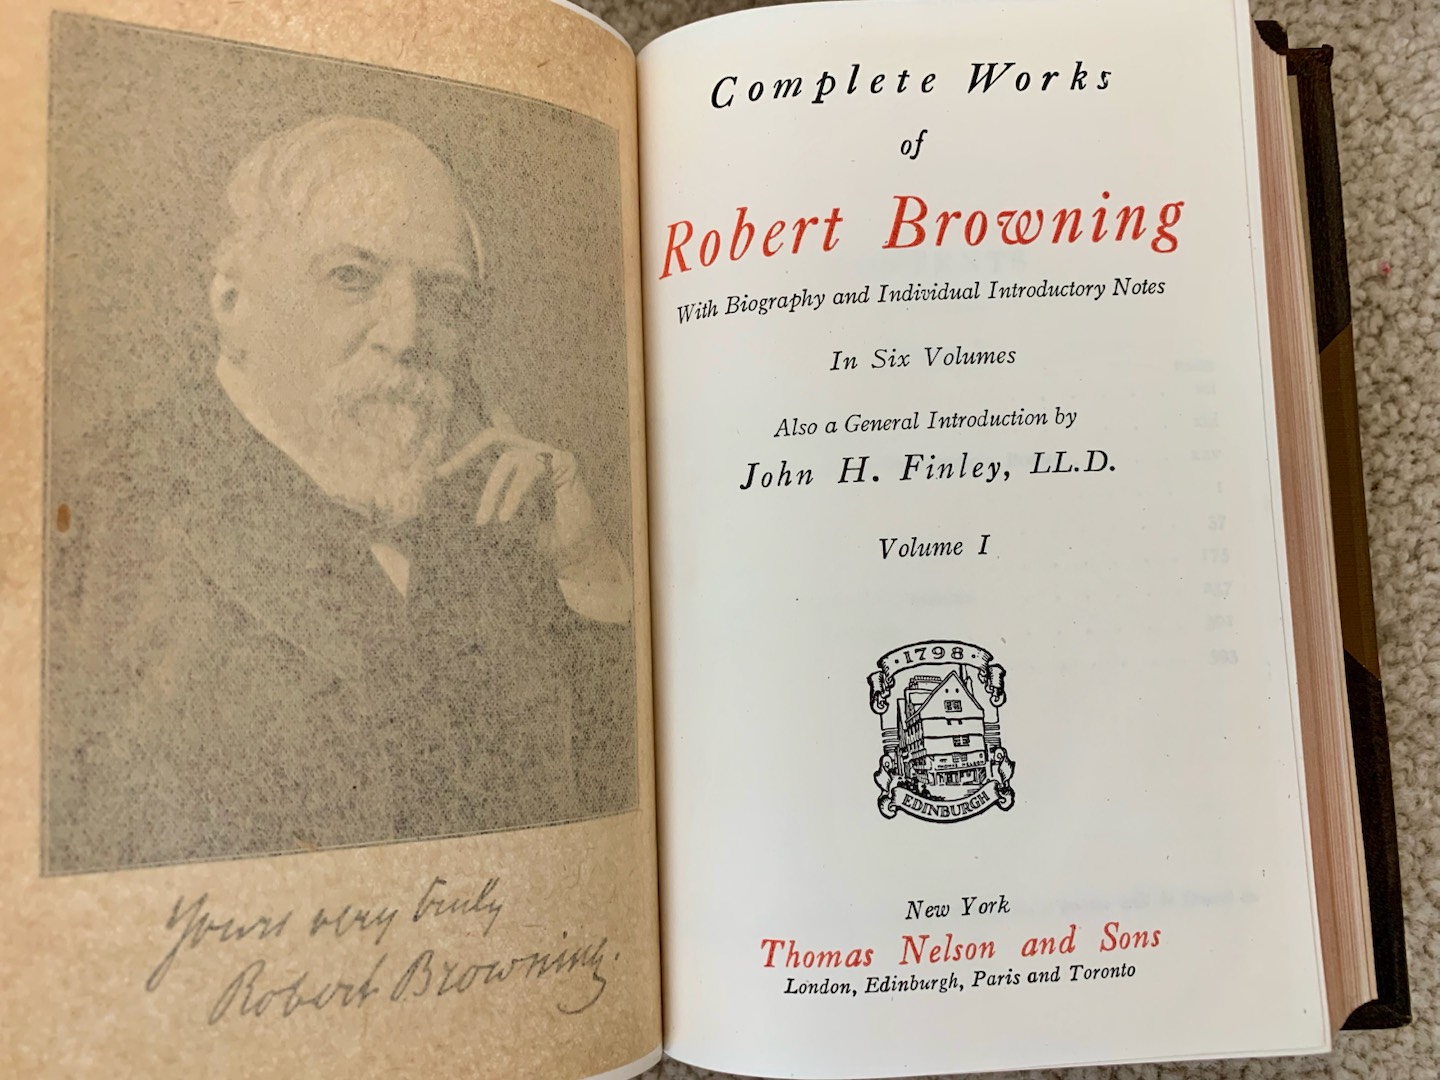 Yours very truly
Robert Browning.
Complete Works
of
Robert Browning
With Biography and Individual Introductory Notes
In Six Volumes
Also a General Introduction by
John H. Finley, LL.D.
Volume I
·1798·
THOMAS NELSON
EDINBURGH
New York
Thomas Nelson and Sons
London, Edinburgh, Paris and Toronto